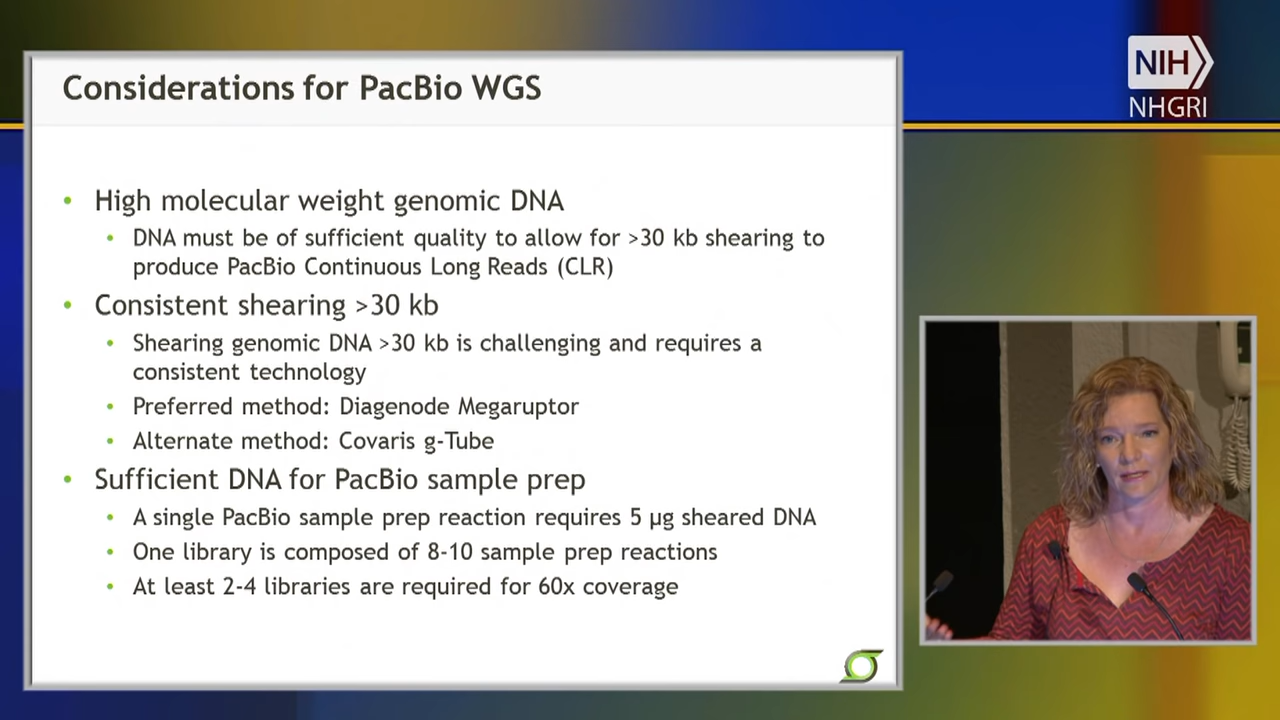 Considerations for PacBio WGS
NIH
NHGRI
• High molecular weight genomic DNA
• DNA must be of sufficient quality to allow for >30 kb shearing to
produce PacBio Continuous Long Reads (CLR)
• Consistent shearing >30 kb
• Shearing genomic DNA >30 kb is challenging and requires a
consistent technology
• Preferred method: Diagenode Megaruptor
• Alternate method: Covaris g-Tube
• Sufficient DNA for PacBio sample prep
• A single PacBio sample prep reaction requires 5 µg sheared DNA
• One library is composed of 8-10 sample prep reactions
• At least 2-4 libraries are required for 60x coverage